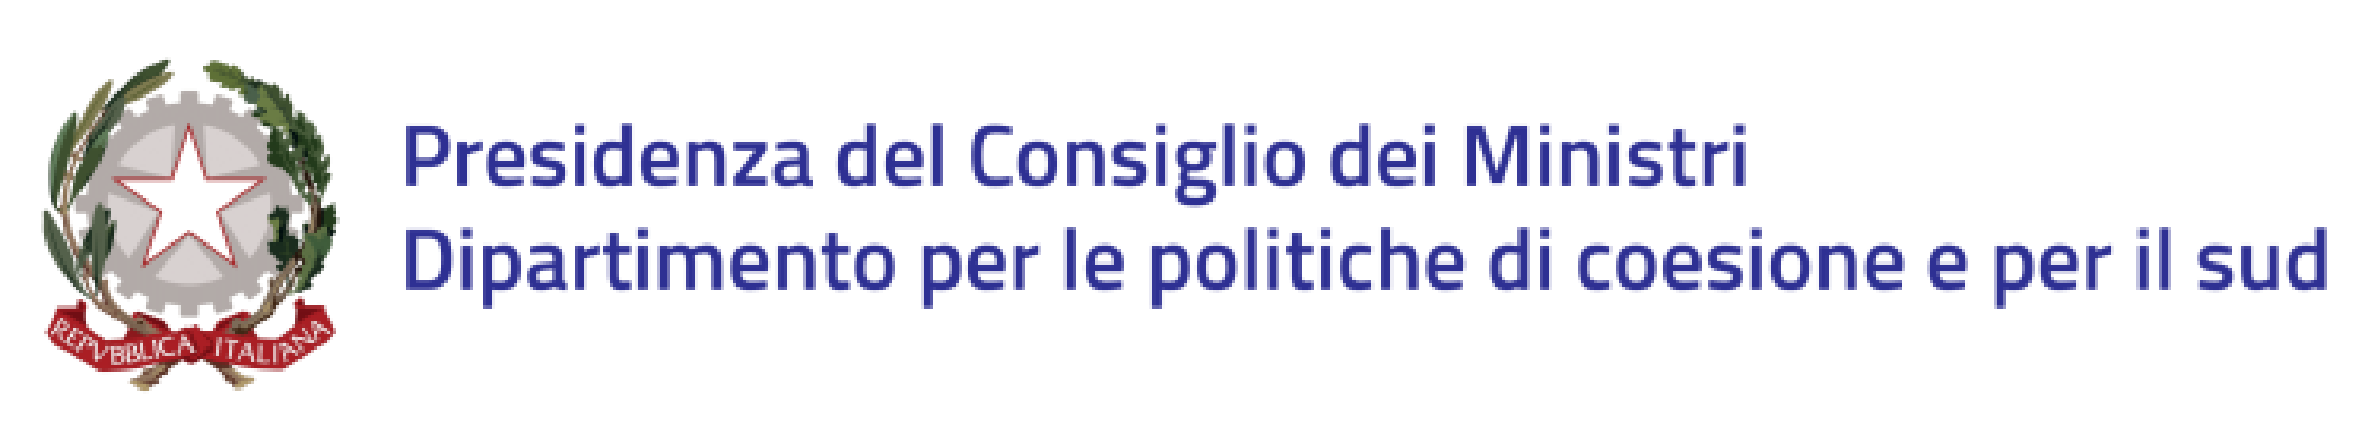 Presidenza del Consiglio dei Ministri
Dipartimento per le politiche di coesione e per il sud
REPVBBLICA ITALIANA